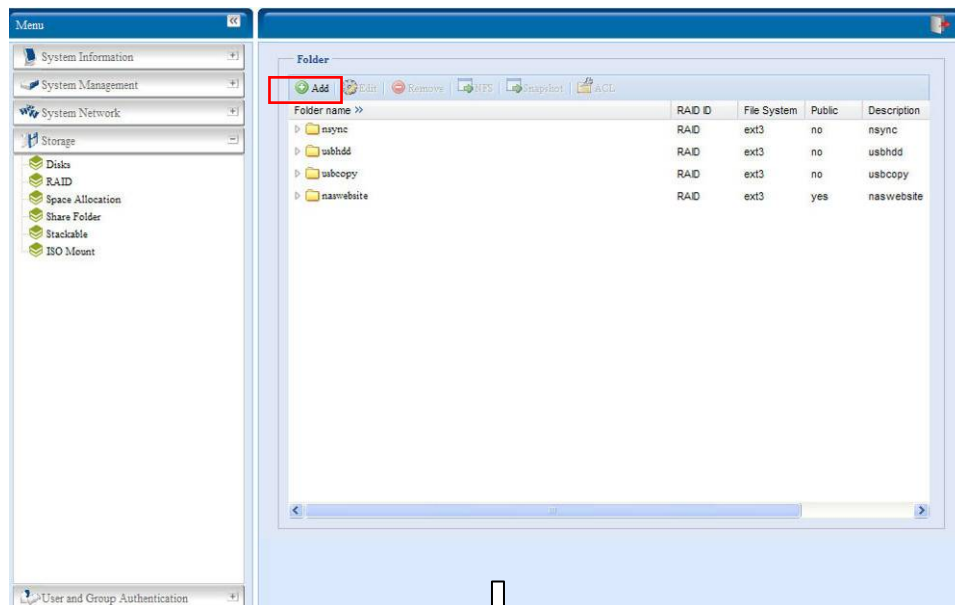 Menu
System Information
System Management
System Network
Storage
Disks
RAID
Space Allocation
Share Folder
Stackable
ISO Mount
User and Group Authentication
Folder
Add Edit Remove NFS Snapshot ACL
Folder name >> RAID ID File System Public Description
nsync RAID ext3 no nsync
usbhdd RAID ext3 no usbhdd
usbcopy RAID ext3 no usbcopy
naswebsite RAID ext3 yes naswebsite